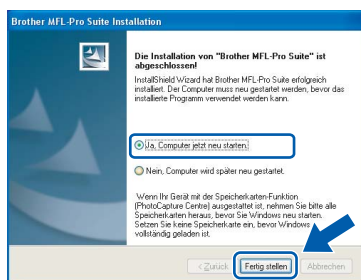 Brother MFL-Pro Suite Installation
Die Installation von "Brother MFL-Pro Suite" ist
abgeschlossen!
InstallShield Wizard hat Brother MFL-Pro Suite erfolgreich
installiert. Der Computer muss neu gestartet werden, bevor das
installierte Programm verwendet werden kann.
Ja, Computer jetzt neu starten.
Nein, Computer wird später neu gestartet.
Wenn Ihr Gerät mit der Speicherkarten-Funktion
(PhotoCapture Centre) ausgestattet ist, nehmen Sie bitte alle
Speicherkarten heraus, bevor Sie Windows neu starten.
Setzen Sie keine Speicherkarte ein, bevor Windows
vollständig geladen ist.
< Zurück Fertig stellen Abbrechen